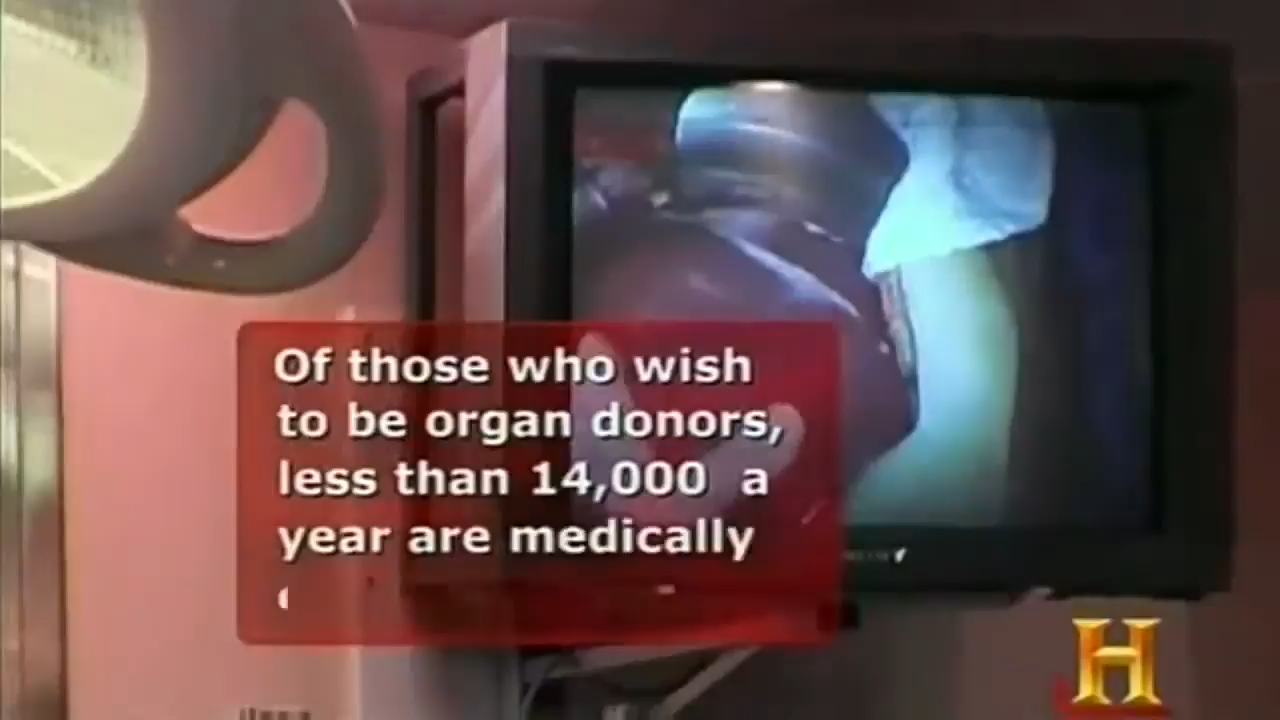 Of those who wish
to be organ donors,
less than 14,000 a
year are medically
H